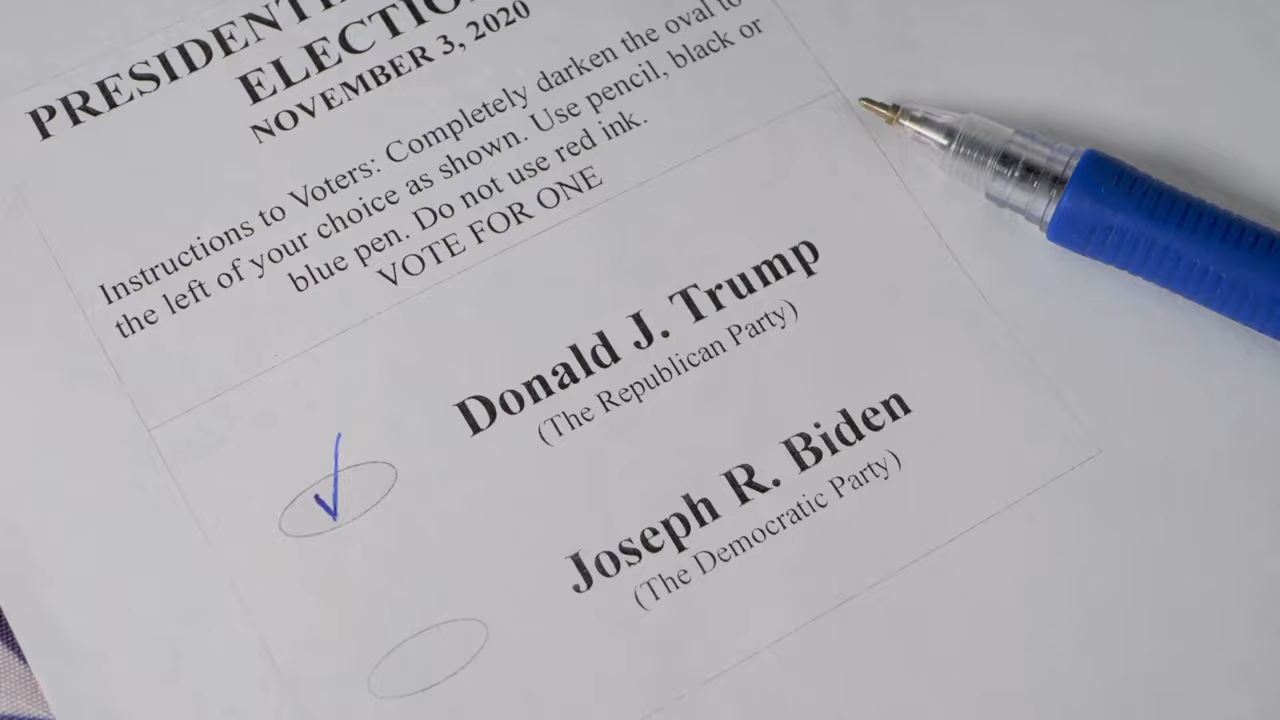 PRESIDENTI
ELECTIO
NOVEMBER 3, 2020
Instructions to Voters: Completely darken the oval to
the left of your choice as shown. Use pencil, black or
blue pen. Do not use red ink.
VOTE FOR ONE
Donald J. Trump
(The Republican Party)
Joseph R. Biden
(The Democratic Party)